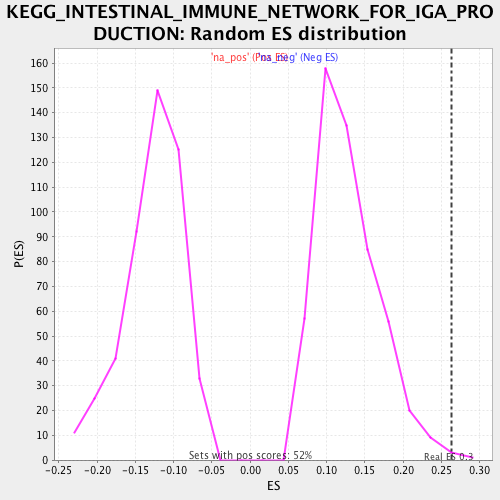 KEGG_INTESTINAL_IMMUNE_NETWORK_FOR_IGA_PRO
DUCTION: Random ES distribution
'na_pos' (Pos ES)
'na_neg' (Neg ES)
160
150
140
130
120
110
100
90
80
70
60
50
40
30
20
10
0
P(ES)
Sets with pos scores: 52%
Real ES 0.3
-0.25 -0.20 -0.15 -0.10 -0.05 0.00 0.05 0.10 0.15 0.20 0.25 0.30
ES